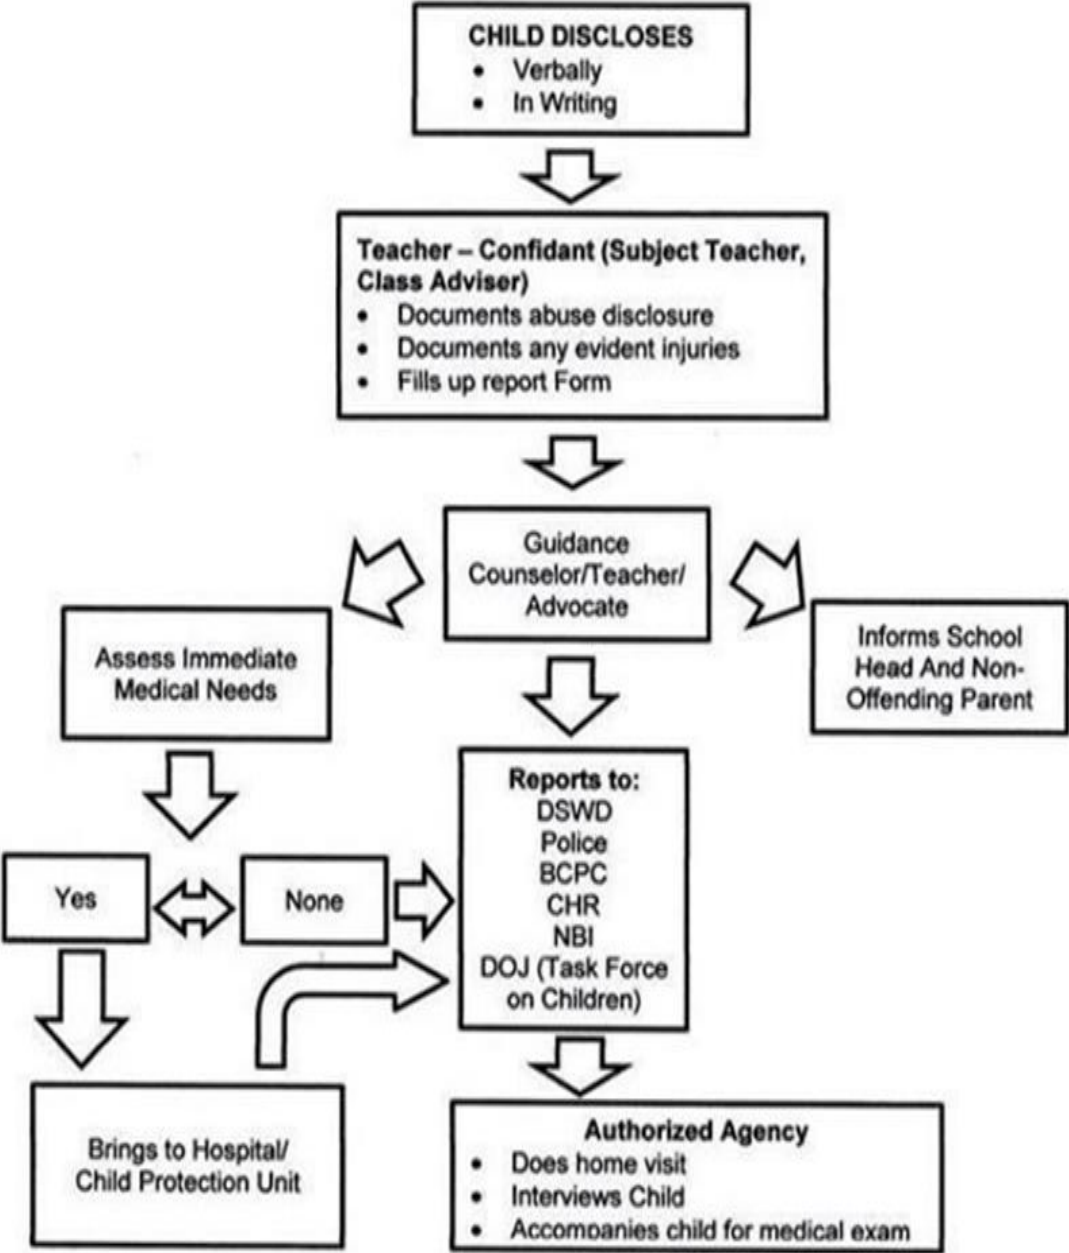 CHILD DISCLOSES
• Verbally
• In Writing
Teacher – Confidant (Subject Teacher,
Class Adviser)
• Documents abuse disclosure
• Documents any evident injuries
• Fills up report Form
Guidance
Counselor/Teacher/
Advocate
Assess Immediate
Medical Needs
Informs School
Head And Non-
Offending Parent
Yes
None
Reports to:
DSWD
Police
BCPC
CHR
NBI
DOJ (Task Force
on Children)
Brings to Hospital/
Child Protection Unit
Authorized Agency
• Does home visit
• Interviews Child
• Accompanies child for medical exam